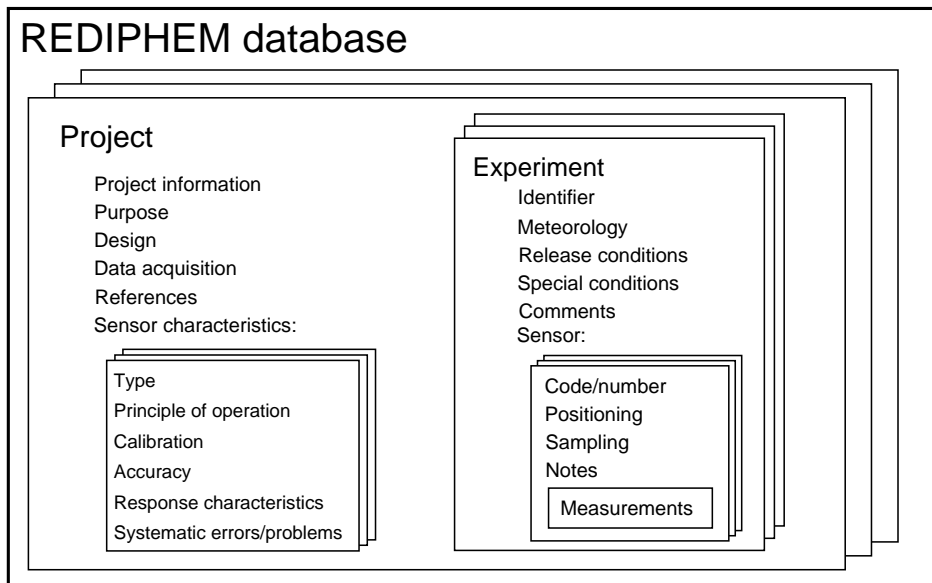 REDIPHEM database
Project
Project information
Purpose
Design
Data acquisition
References
Sensor characteristics:
Type
Principle of operation
Calibration
Accuracy
Response characteristics
Systematic errors/problems
Experiment
Identifier
Meteorology
Release conditions
Special conditions
Comments
Sensor:
Code/number
Positioning
Sampling
Notes
Measurements